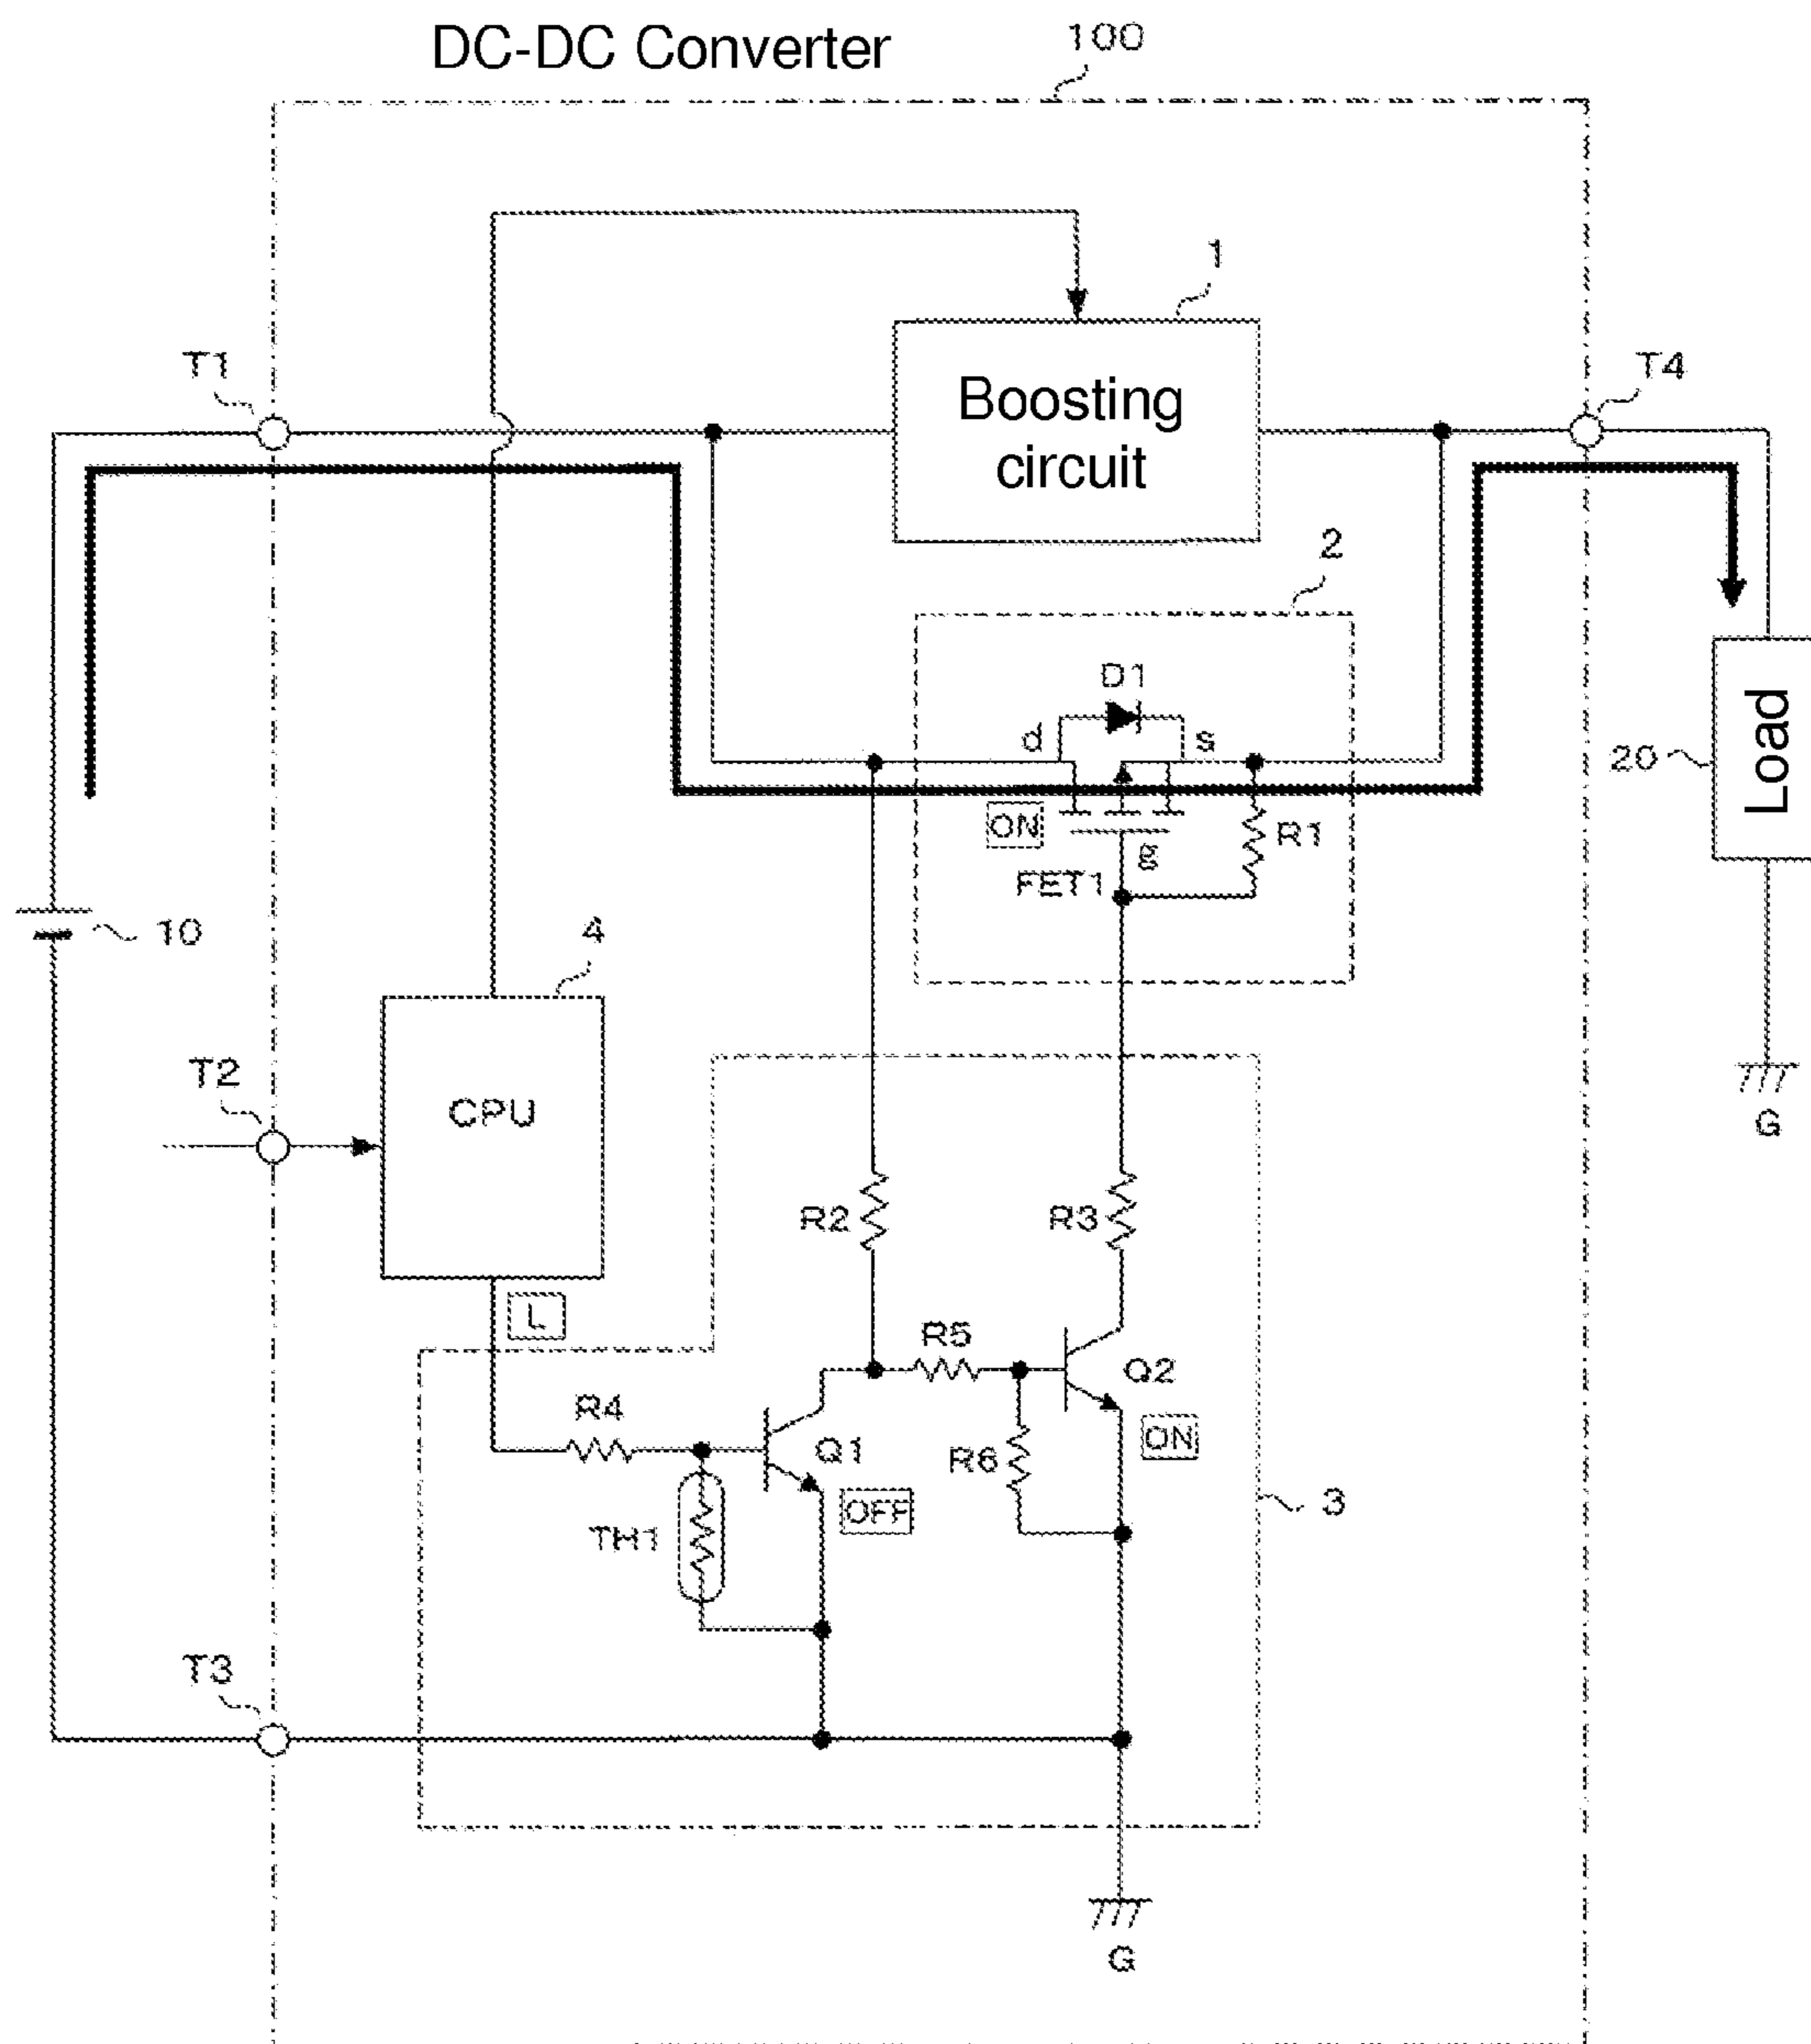 DC-DC Converter
100
1
T1
T4
Boosting
circuit
2
D1
d
s
20
Load
ON
R1
g
FET1
10
4
T2
CPU
G
R2
R3
L
R5
Q2
R4
ON
Q1
R6
OFF
3
TH1
T3
G